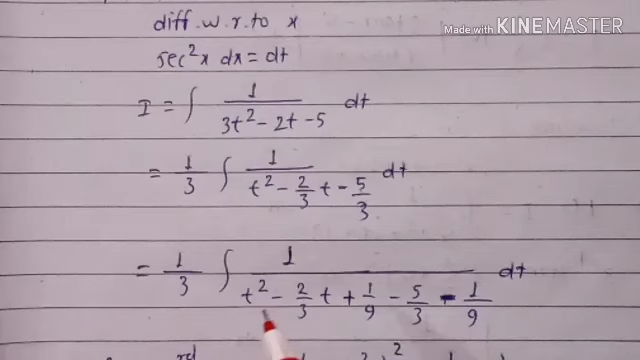 Made with KINEMASTER
diff. w. r. to x
sec²x dx = dt
I = ∫ 1/(3t² - 2t - 5) dt
= 1/3 ∫ 1/(t² - 2/3 t - 5/3) dt
= 1/3 ∫ 1/(t² - 2/3 t + 1/9 - 5/3 - 1/9) dt